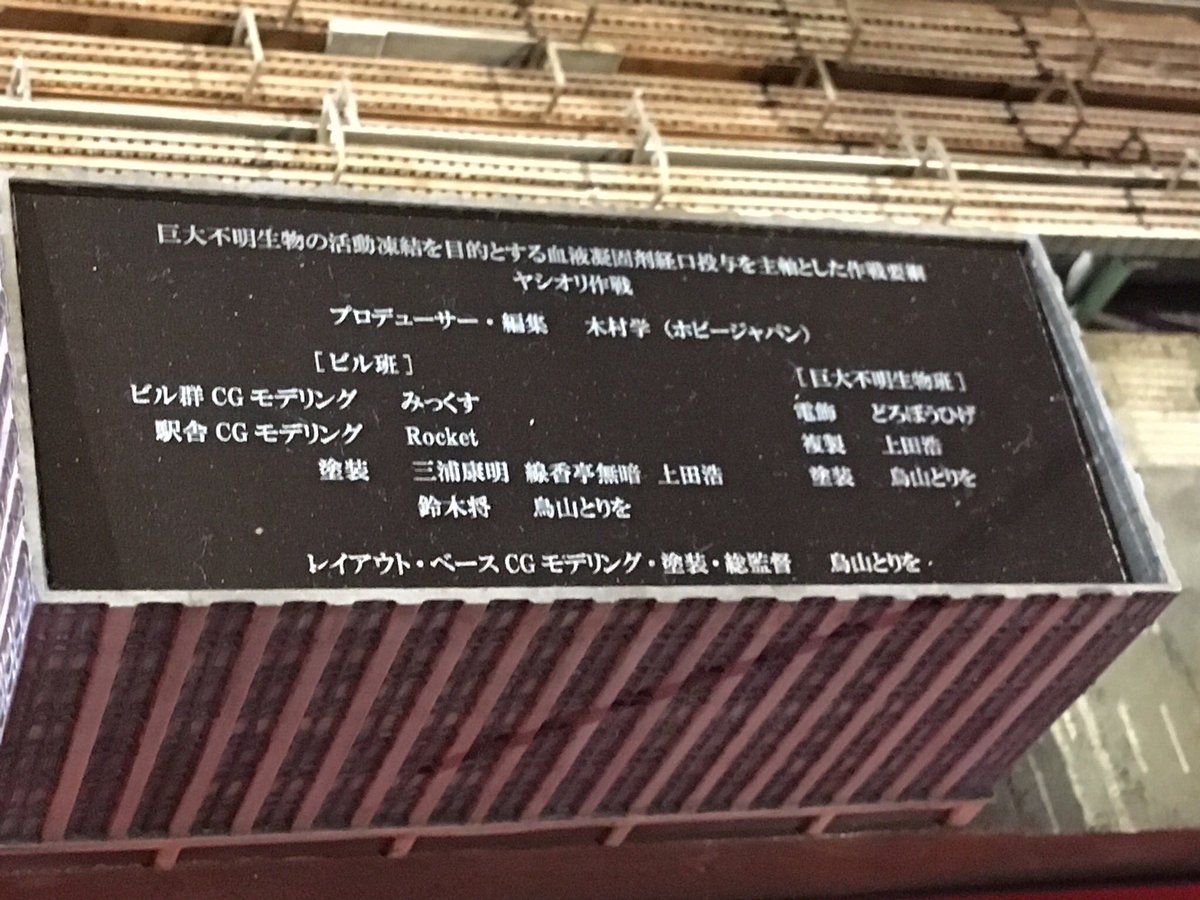 巨大不明生物の活動凍結を目的とする血液凝固剤経口投与を主軸とした作戦要綱
ヤシオリ作戦
プロデューサー・編集 木村学（ホビージャパン）
［ビル班］
ビル群CGモデリング みっくす
駅舎CGモデリング Rocket
塗装 三浦康明 線香亭無暗 上田浩
鈴木将 鳥山とりを
［巨大不明生物班］
電飾 どろぼうひげ
複製 上田浩
塗装 鳥山とりを
レイアウト・ベースCGモデリング・塗装・総監督 鳥山とりを